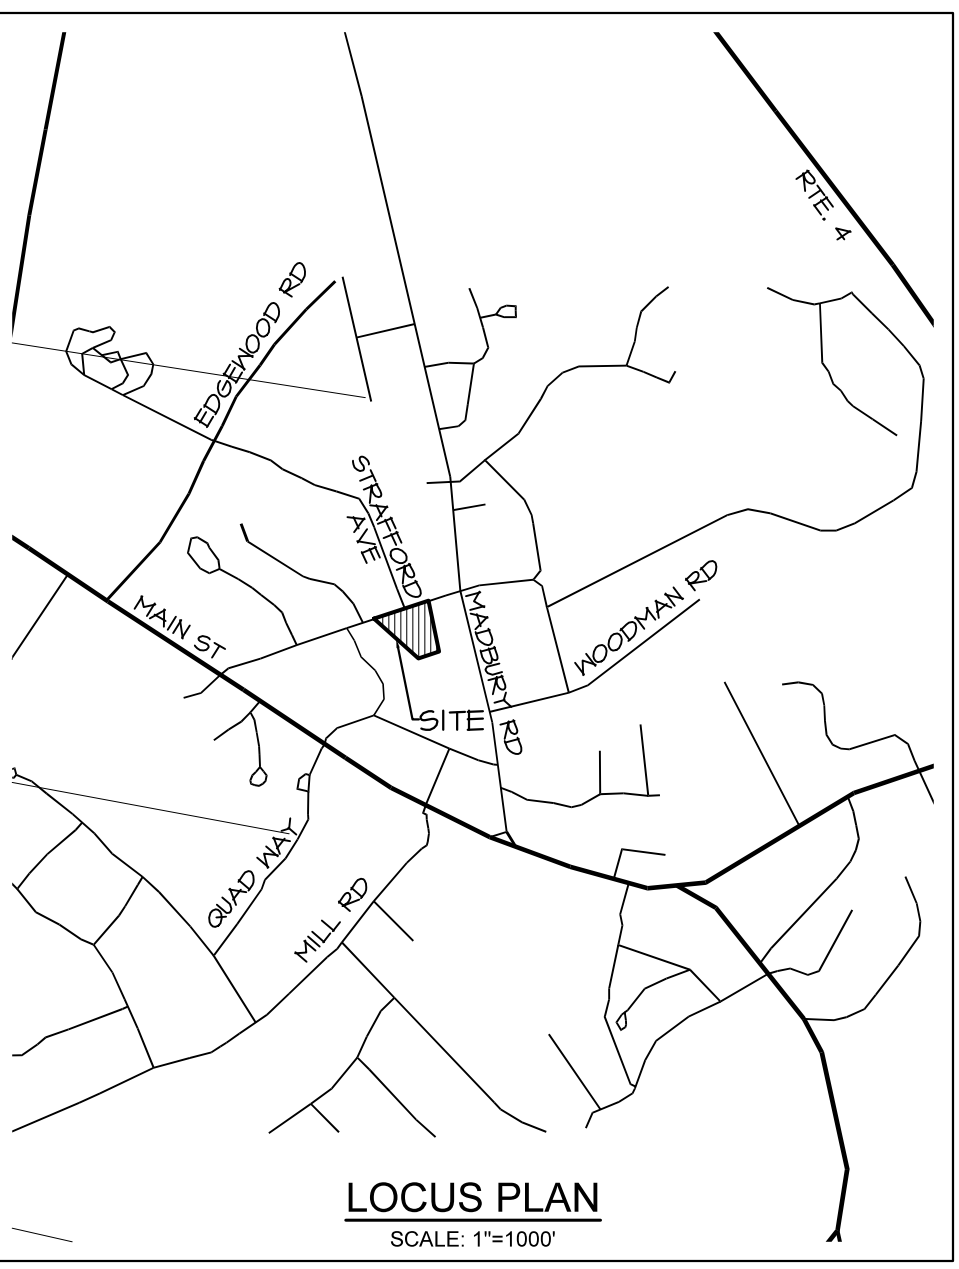 RTE. 4
EDGEWOOD RD
STRAFFORD
AVE
MAIN ST
MADBURY RD
WOODMAN RD
SITE
QUAD WAY
MILL RD
LOCUS PLAN
SCALE: 1"=1000'